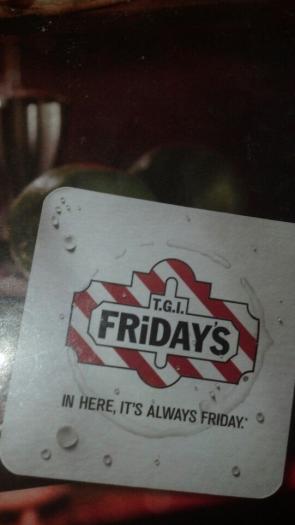 T.G.I.
FRiDAY'S
IN HERE, IT'S ALWAYS FRIDAY.